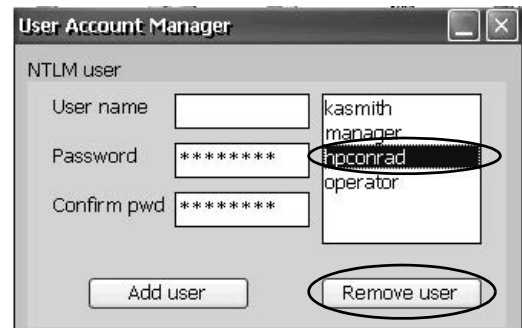 User Account Manager
NTLM user
User name
Password ********
Confirm pwd ********
kasmith
manager
hpconrad
operator
Add user
Remove user